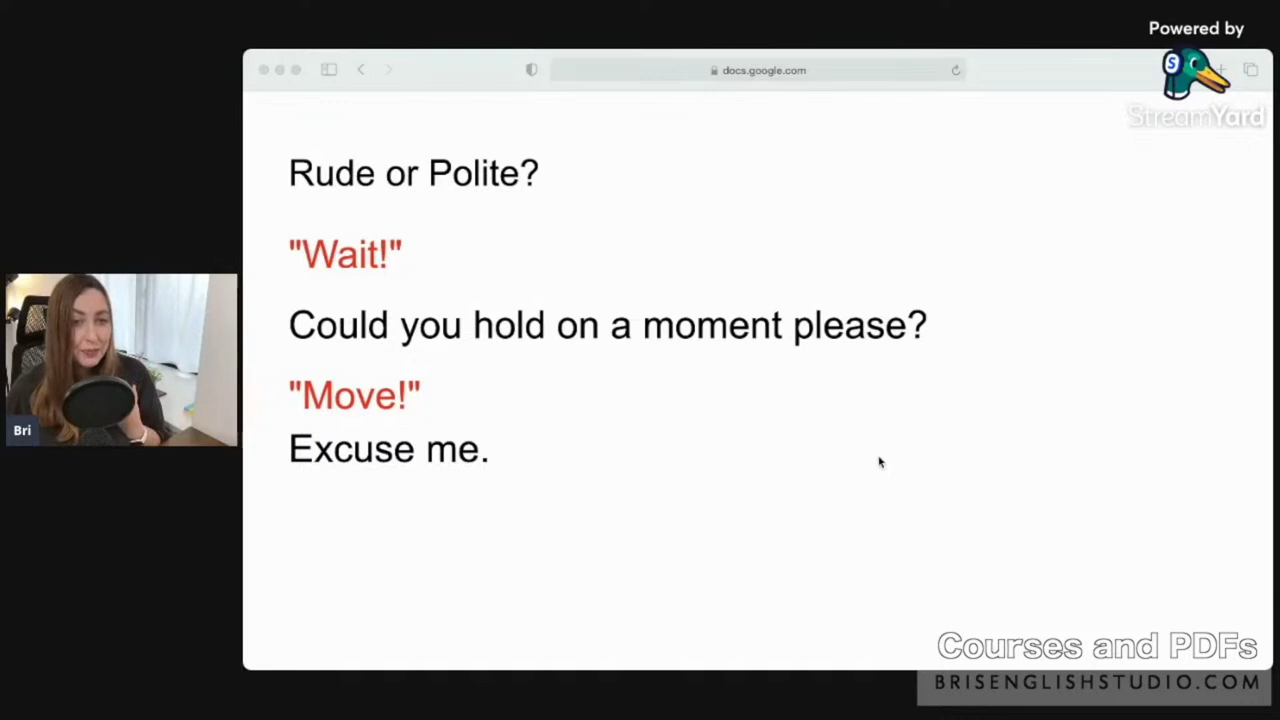 Powered by
docs.google.com
StreamYard
Rude or Polite?
"Wait!"
Could you hold on a moment please?
"Move!"
Excuse me.
Bri
Courses and PDFs
BRISENGLISHSTUDIO.COM